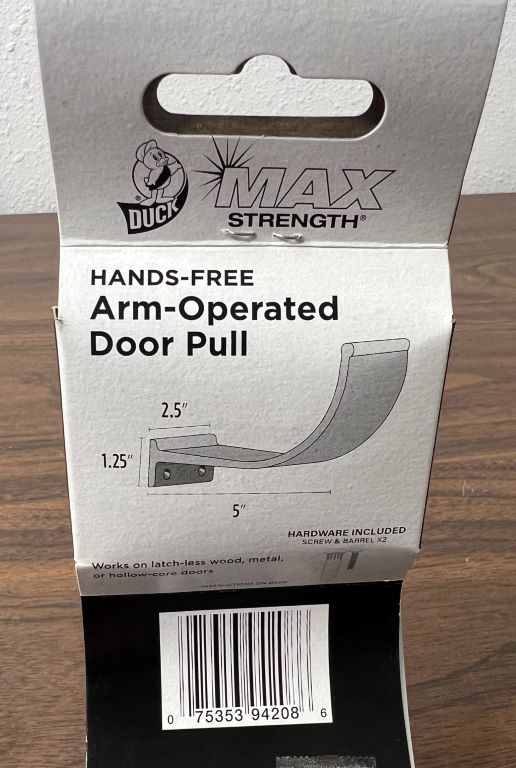 DUCK
MAX
STRENGTH®
HANDS-FREE
Arm-Operated
Door Pull
2.5"
1.25"
5"
HARDWARE INCLUDED
SCREW & BARREL X2
Works on latch-less wood, metal,
or hollow-core doors
INSTRUCTIONS ON BACK
0 75353 94208 6